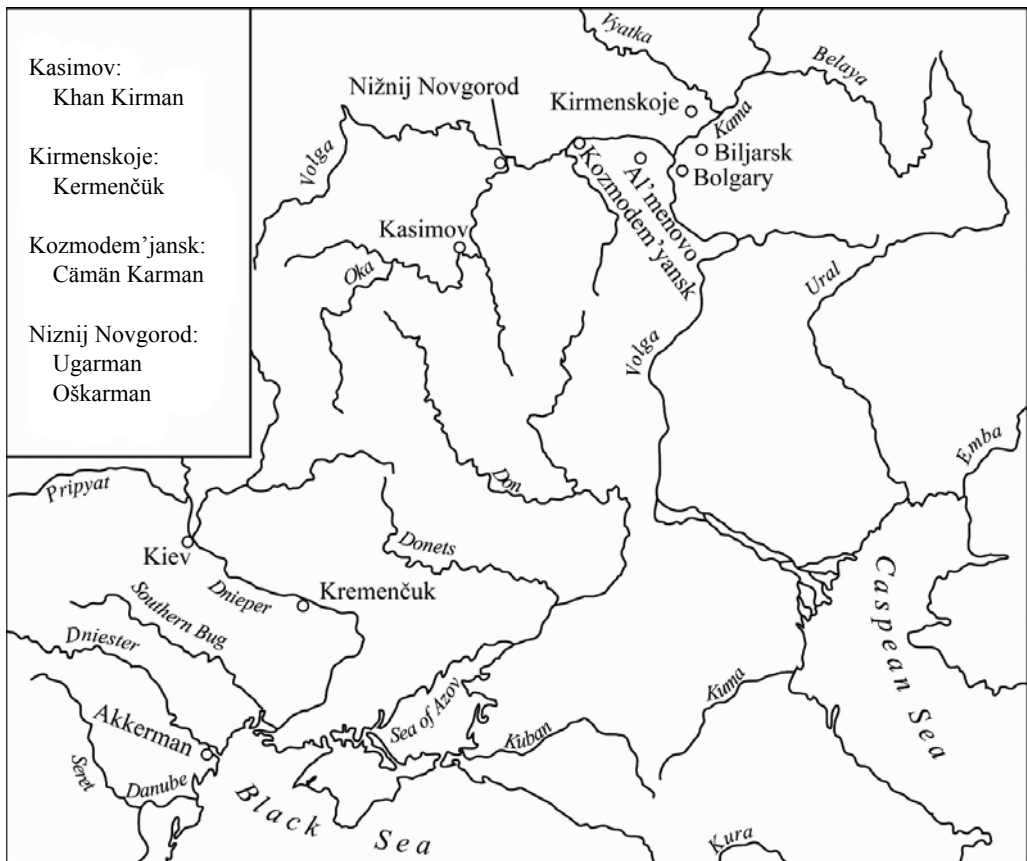 Kasimov:
Khan Kirman
Kirmenskoje:
Kermenčük
Kozmodem’jansk:
Cämän Karman
Niznij Novgorod:
Ugarman
Oškarman
Vyatka
Belaya
Nižnij Novgorod
Kirmenskoje
Kama
Volga
Biljarsk
Bolgary
Al’menovo
Kozmodem’yansk
Kasimov
Oka
Ural
Volga
Emba
Pripyat
Don
Donets
Kiev
Dnieper
Kremenčuk
Southern Bug
Dniester
Caspean Sea
Kuma
Sea of Azov
Akkerman
Kuban
Seret
Danube
Black Sea
Kura